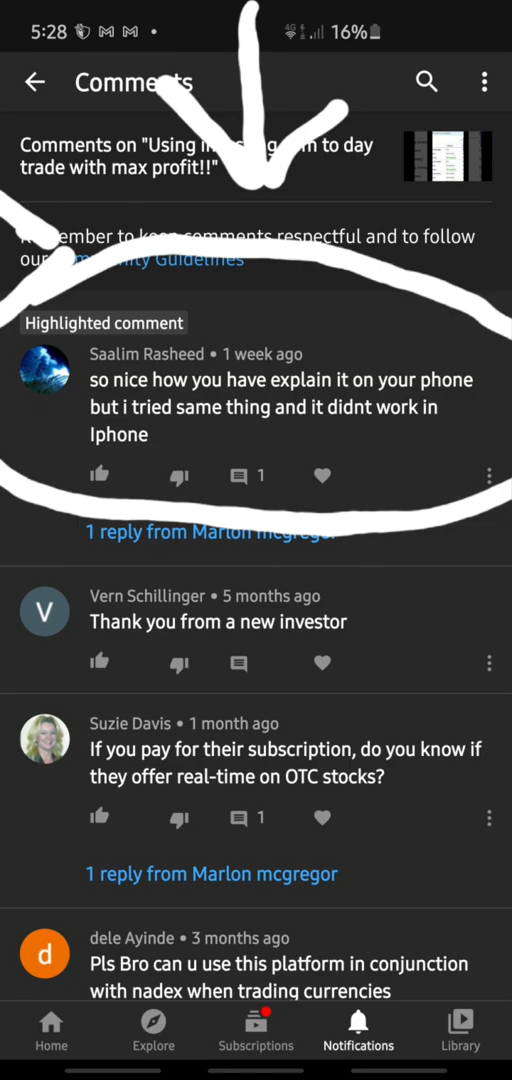 5:28
4G
16%
Comments
Comments on "Using to day
trade with max profit!!"
to keep comments respectful and to follow
our Guidelines
Highlighted comment
Saalim Rasheed • 1 week ago
so nice how you have explain it on your phone
but i tried same thing and it didnt work in
Iphone
1
1 reply from Marlon mcgregor
V
Vern Schillinger • 5 months ago
Thank you from a new investor
Suzie Davis • 1 month ago
If you pay for their subscription, do you know if
they offer real-time on OTC stocks?
1
1 reply from Marlon mcgregor
d
dele Ayinde • 3 months ago
Pls Bro can u use this platform in conjunction
with nadex when trading currencies
Home
Explore
Subscriptions
Notifications
Library